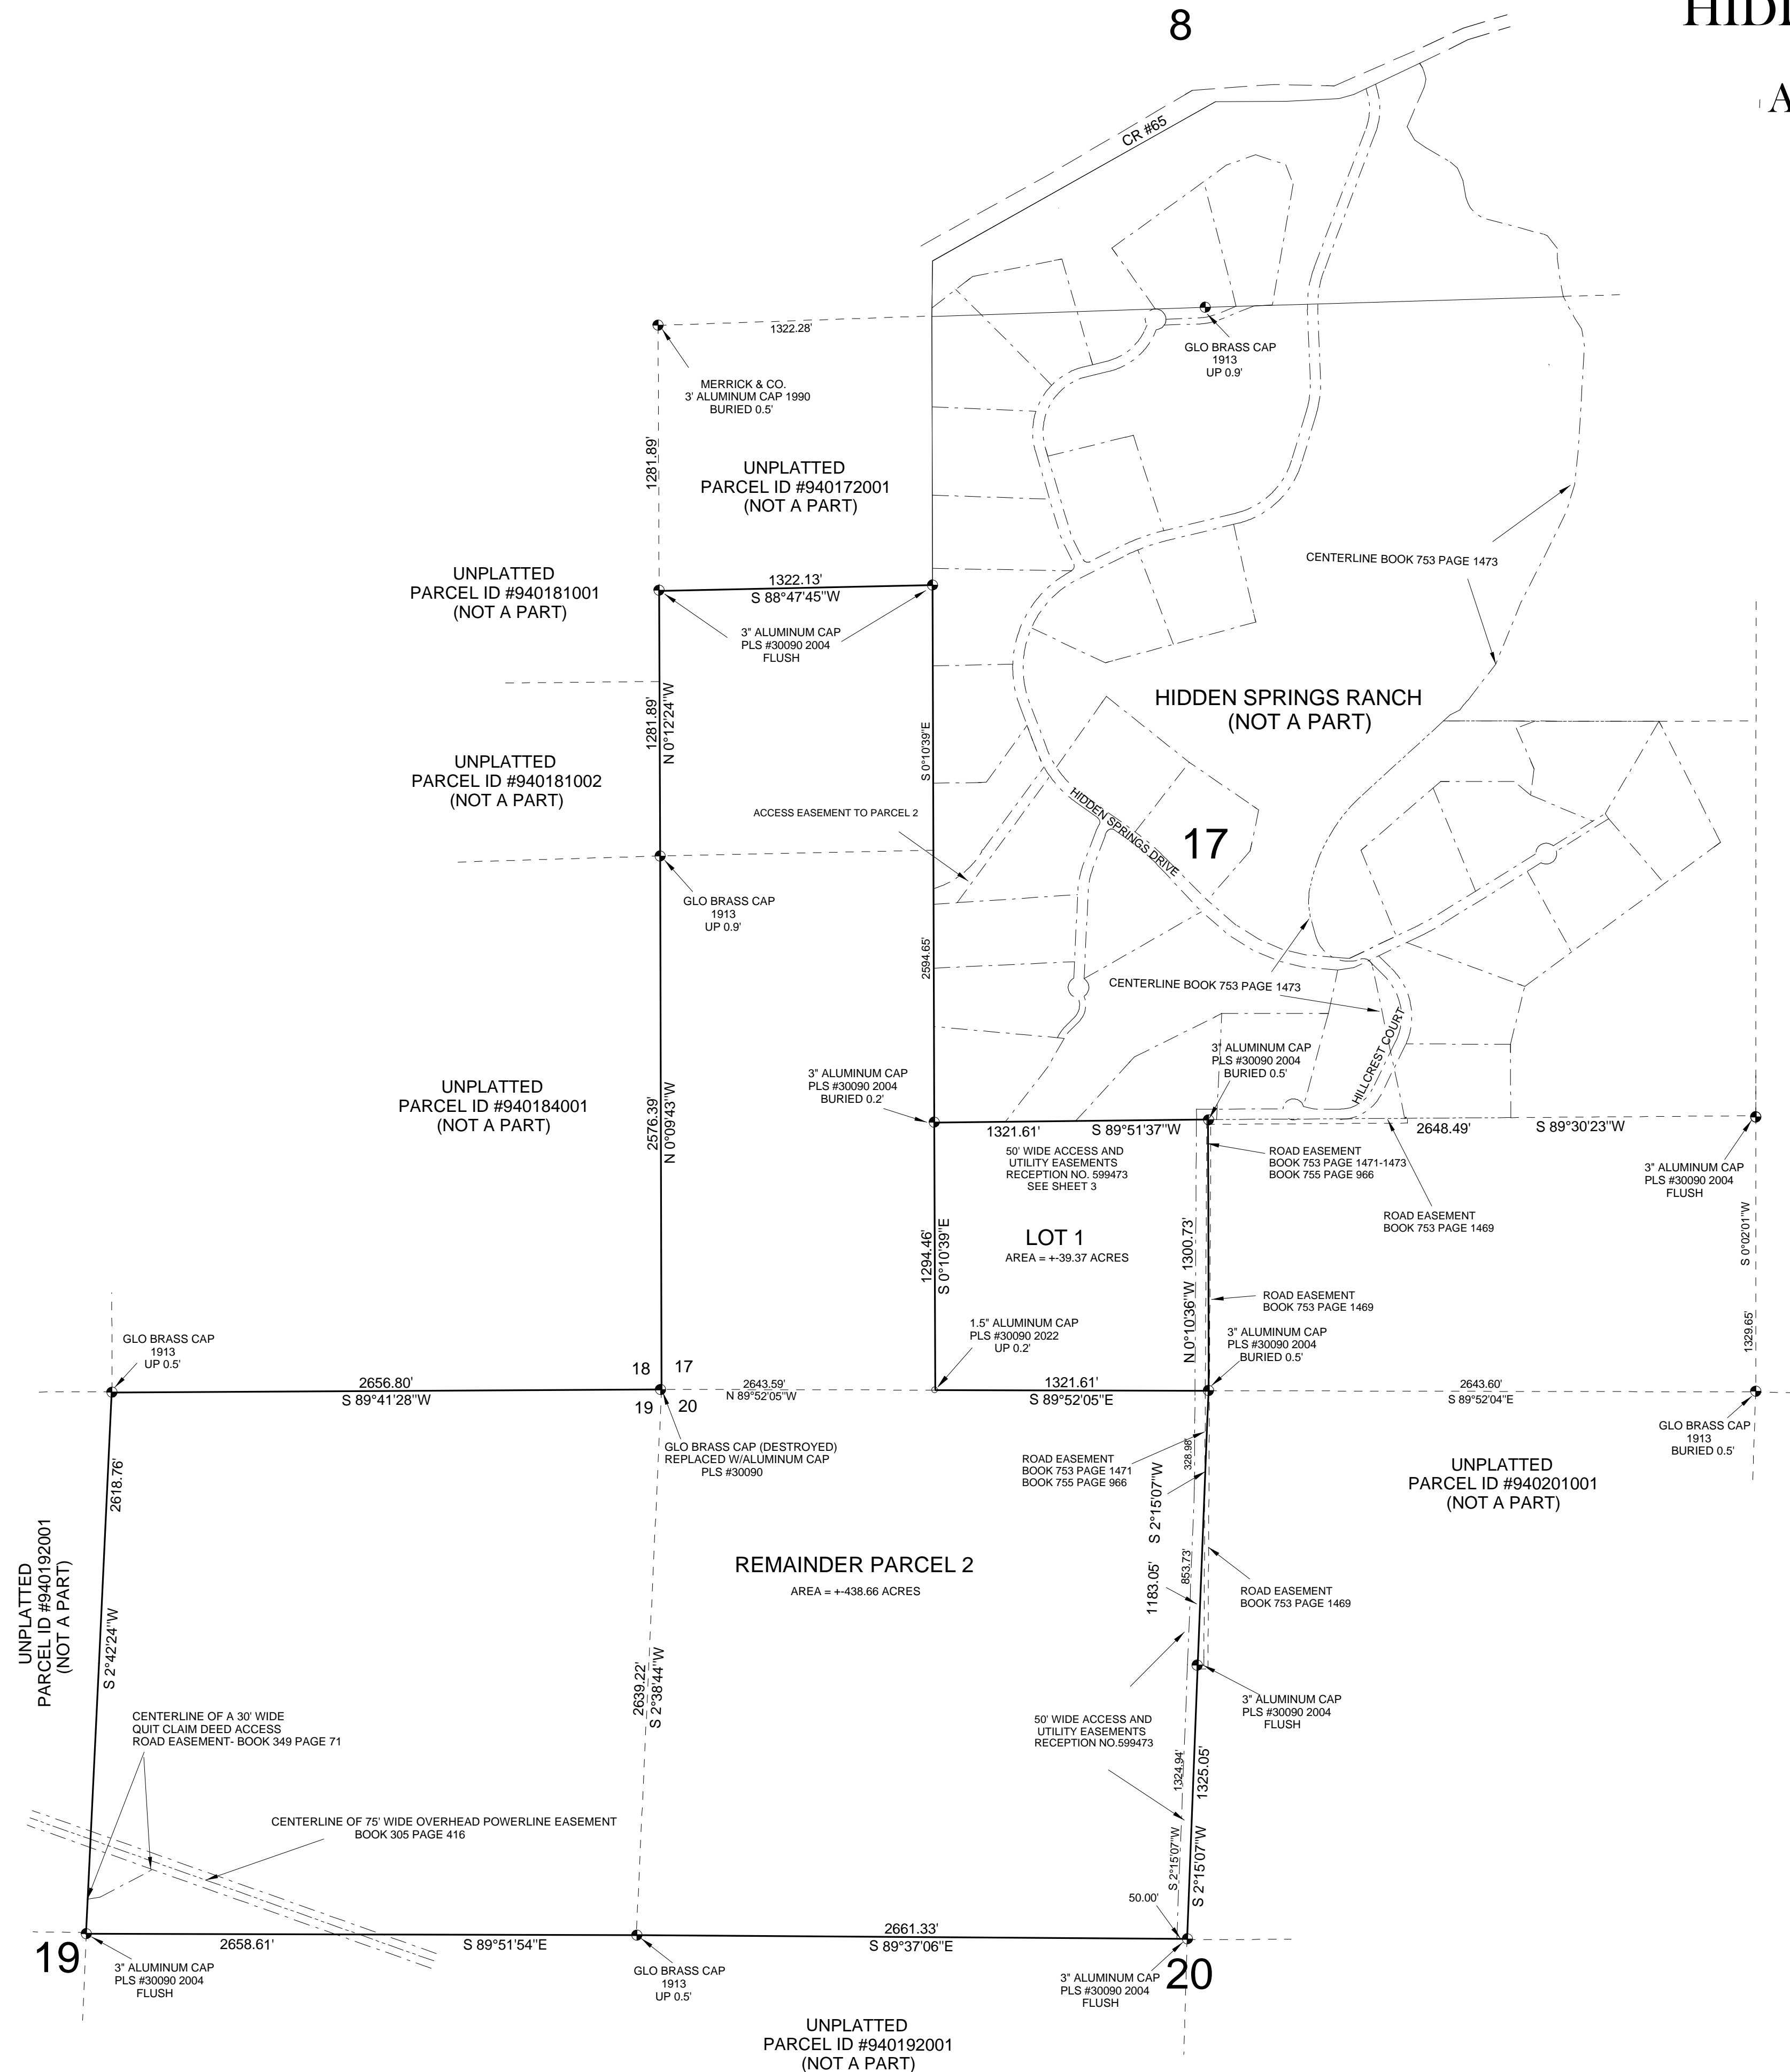 8
CR #65
1322.28'
GLO BRASS CAP
1913
UP 0.9'
MERRICK & CO.
3' ALUMINUM CAP 1990
BURIED 0.5'
1281.89'
UNPLATTED
PARCEL ID #940172001
(NOT A PART)
CENTERLINE BOOK 753 PAGE 1473
UNPLATTED
PARCEL ID #940181001
(NOT A PART)
1322.13'
S 88°47'45"W
3" ALUMINUM CAP
PLS #30090 2004
FLUSH
HIDDEN SPRINGS RANCH
(NOT A PART)
1281.89'
N 0°12'24"W
S 0°10'39"E
UNPLATTED
PARCEL ID #940181002
(NOT A PART)
ACCESS EASEMENT TO PARCEL 2
HIDDEN SPRINGS DRIVE
17
GLO BRASS CAP
1913
UP 0.9'
2594.65'
CENTERLINE BOOK 753 PAGE 1473
HILLCREST COURT
3" ALUMINUM CAP
PLS #30090 2004
BURIED 0.5'
3" ALUMINUM CAP
PLS #30090 2004
BURIED 0.2'
UNPLATTED
PARCEL ID #940184001
(NOT A PART)
2576.39'
N 0°09'43"W
1321.61'
S 89°51'37"W
2648.49'
S 89°30'23"W
50' WIDE ACCESS AND
UTILITY EASEMENTS
RECEPTION NO. 599473
SEE SHEET 3
ROAD EASEMENT
BOOK 753 PAGE 1471-1473
BOOK 755 PAGE 966
3" ALUMINUM CAP
PLS #30090 2004
FLUSH
ROAD EASEMENT
BOOK 753 PAGE 1469
S 0°02'01"W
1329.65'
LOT 1
AREA = +-39.37 ACRES
1294.46'
S 0°10'39"E
N 0°10'36"W 1300.73'
ROAD EASEMENT
BOOK 753 PAGE 1469
1.5" ALUMINUM CAP
PLS #30090 2022
UP 0.2'
3" ALUMINUM CAP
PLS #30090 2004
BURIED 0.5'
GLO BRASS CAP
1913
UP 0.5'
18 17
19 20
2656.80'
S 89°41'28"W
2643.59'
N 89°52'05"W
1321.61'
S 89°52'05"E
2643.60'
S 89°52'04"E
GLO BRASS CAP
1913
BURIED 0.5'
GLO BRASS CAP (DESTROYED)
REPLACED W/ALUMINUM CAP
PLS #30090
ROAD EASEMENT
BOOK 753 PAGE 1471
BOOK 755 PAGE 966
328.98'
UNPLATTED
PARCEL ID #940201001
(NOT A PART)
2618.76'
S 2°42'24"W
UNPLATTED
PARCEL ID #940192001
(NOT A PART)
REMAINDER PARCEL 2
AREA = +-438.66 ACRES
1183.05' S 2°15'07"W
853.73'
ROAD EASEMENT
BOOK 753 PAGE 1469
2639.22'
S 2°38'44"W
3" ALUMINUM CAP
PLS #30090 2004
FLUSH
50' WIDE ACCESS AND
UTILITY EASEMENTS
RECEPTION NO.599473
CENTERLINE OF A 30' WIDE
QUIT CLAIM DEED ACCESS
ROAD EASEMENT- BOOK 349 PAGE 71
1324.94'
S 2°15'07"W
1325.05'
S 2°15'07"W
CENTERLINE OF 75' WIDE OVERHEAD POWERLINE EASEMENT
BOOK 305 PAGE 416
50.00'
19
2658.61'
S 89°51'54"E
2661.33'
S 89°37'06"E
20
3" ALUMINUM CAP
PLS #30090 2004
FLUSH
GLO BRASS CAP
1913
UP 0.5'
3" ALUMINUM CAP
PLS #30090 2004
FLUSH
UNPLATTED
PARCEL ID #940192001
(NOT A PART)